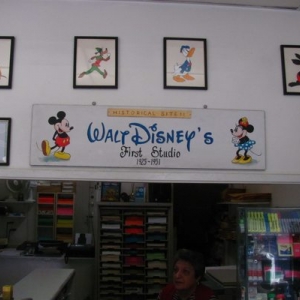 HISTORICAL SITE!!
WALT DISNEY'S
First Studio
1923-1931